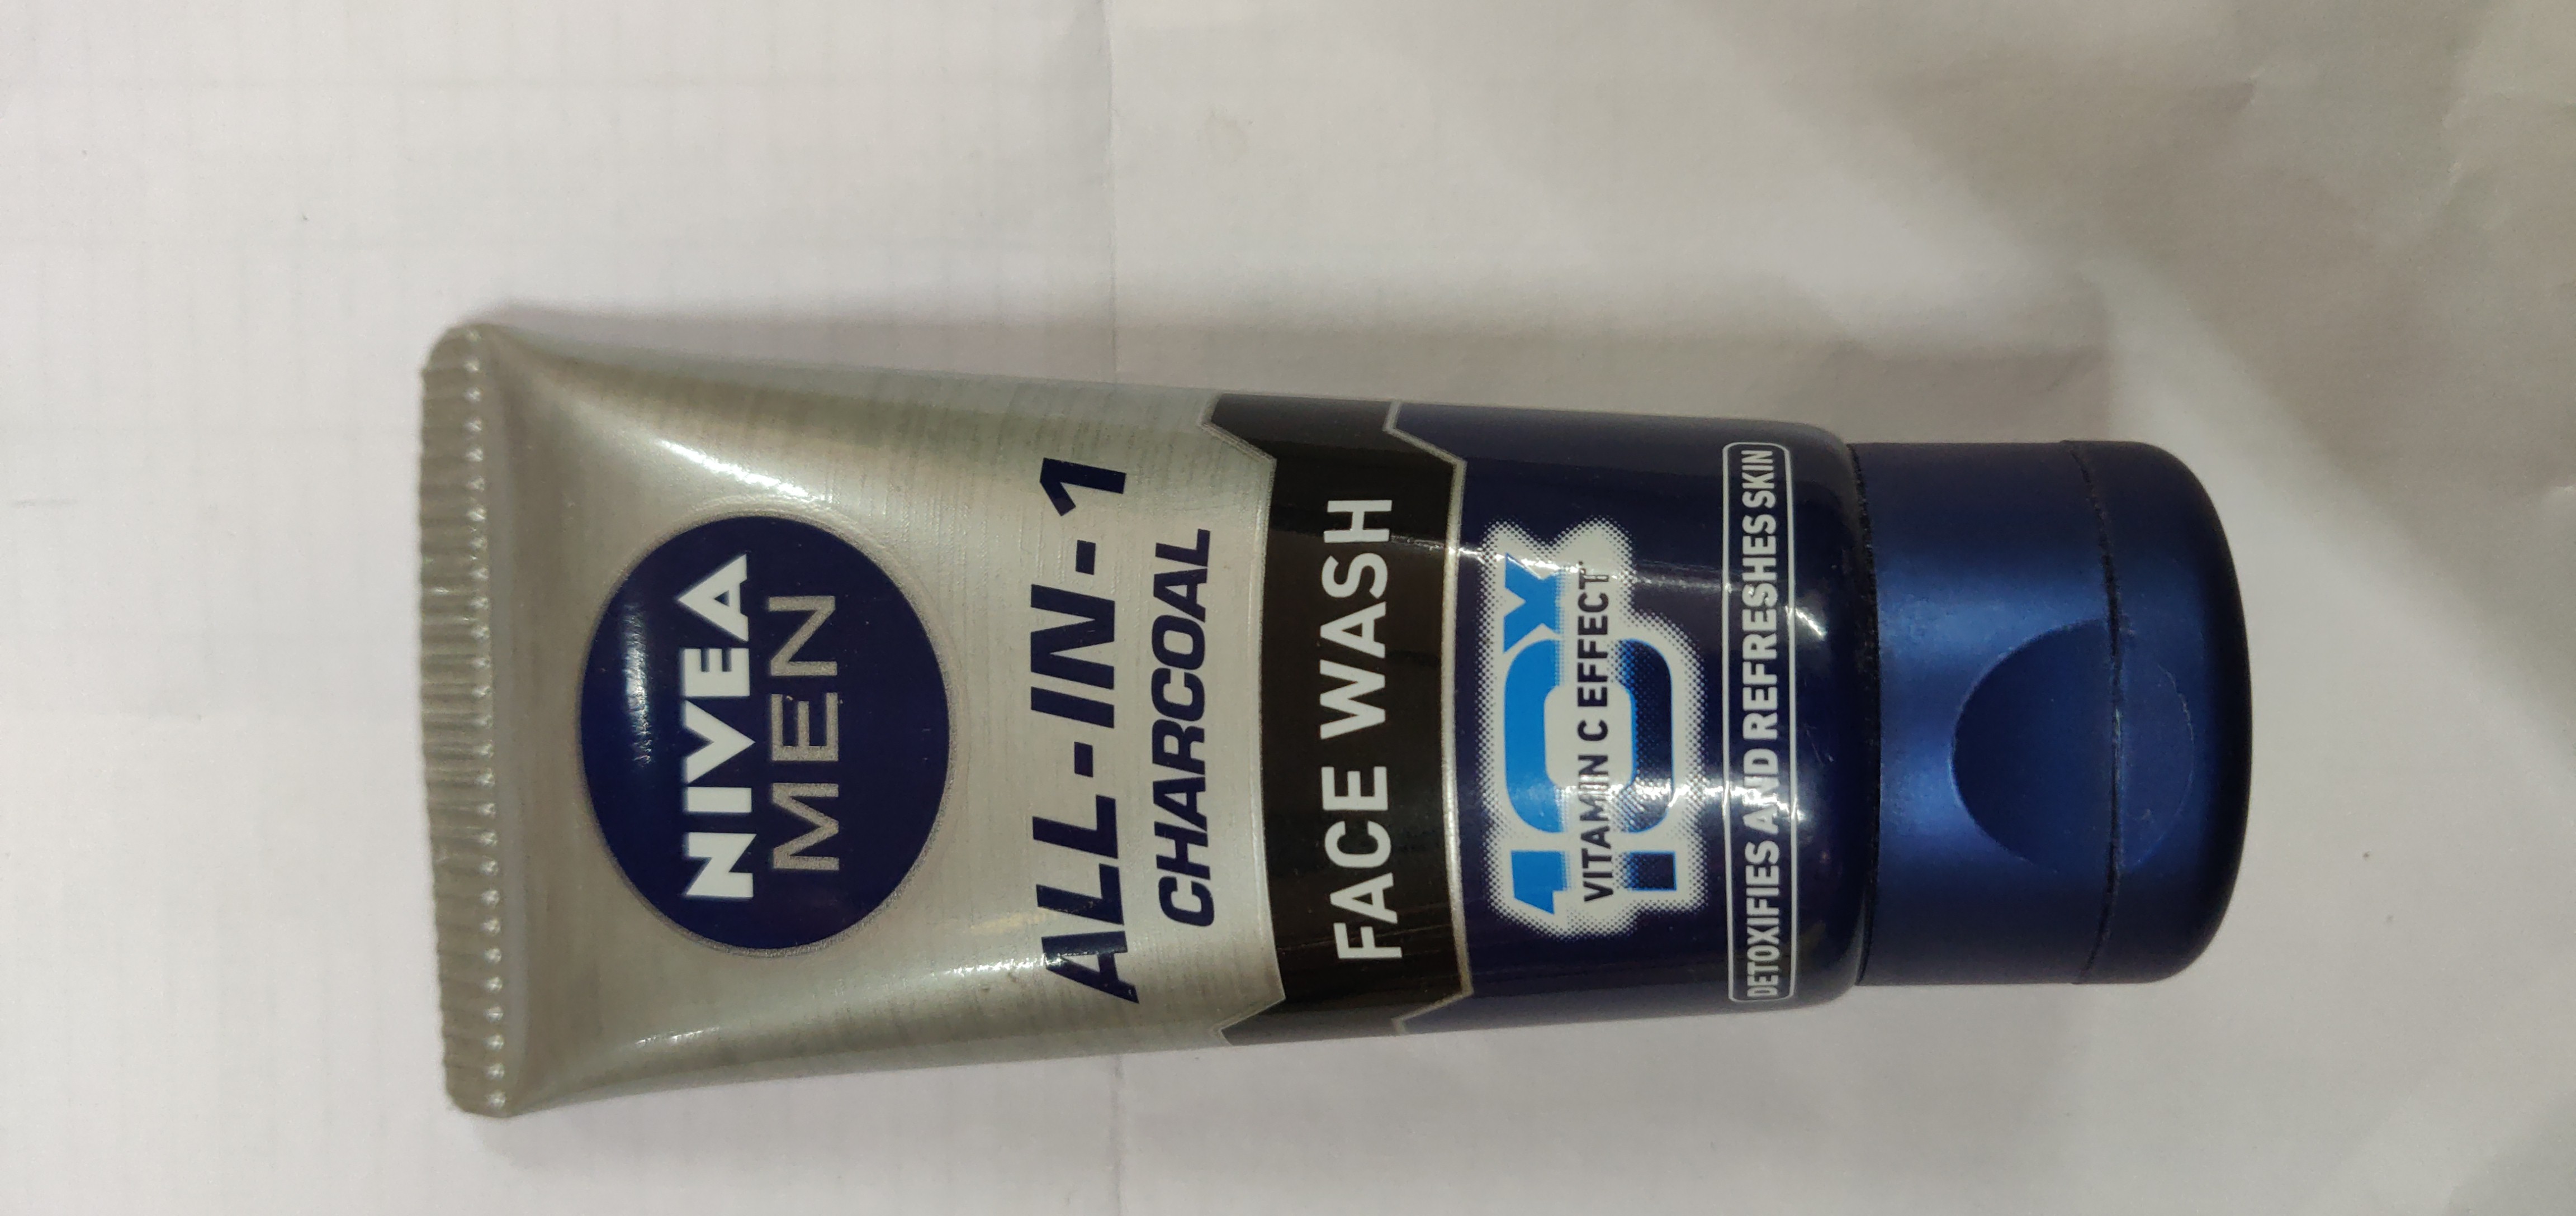 NIVEA
MEN
ALL-IN-1
CHARCOAL
FACE WASH
10X
VITAMIN C EFFECT*
DETOXIFIES AND REFRESHES SKIN